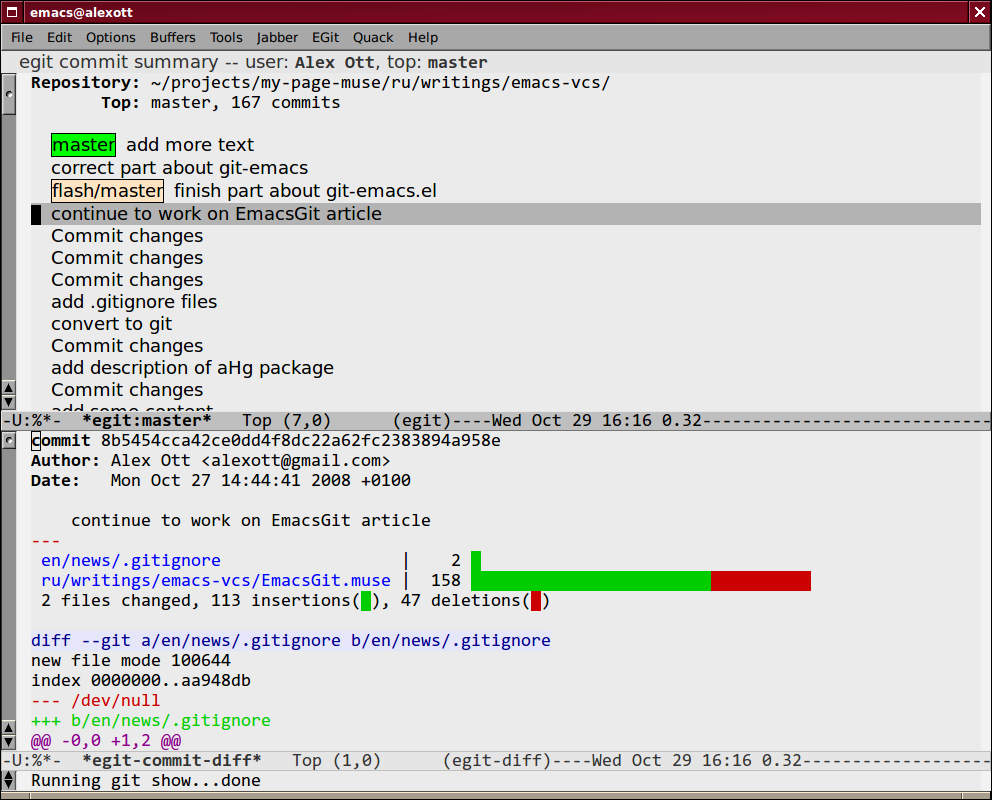 emacs@alexott
File Edit Options Buffers Tools Jabber EGit Quack Help
egit commit summary -- user: Alex Ott, top: master
Repository: ~/projects/my-page-muse/ru/writings/emacs-vcs/
Top: master, 167 commits
master add more text
correct part about git-emacs
flash/master finish part about git-emacs.el
continue to work on EmacsGit article
Commit changes
Commit changes
Commit changes
add .gitignore files
convert to git
Commit changes
add description of aHg package
Commit changes
add some content
-U:%*- *egit:master* Top (7,0) (egit)----Wed Oct 29 16:16 0.32-----------------------------
commit 8b5454cca42ce0dd4f8dc22a62fc2383894a958e
Author: Alex Ott <alexott@gmail.com>
Date: Mon Oct 27 14:44:41 2008 +0100
continue to work on EmacsGit article
---
en/news/.gitignore | 2
ru/writings/emacs-vcs/EmacsGit.muse | 158
2 files changed, 113 insertions( ), 47 deletions( )
diff --git a/en/news/.gitignore b/en/news/.gitignore
new file mode 100644
index 0000000..aa948db
--- /dev/null
+++ b/en/news/.gitignore
@@ -0,0 +1,2 @@
-U:%*- *egit-commit-diff* Top (1,0) (egit-diff)----Wed Oct 29 16:16 0.32-------------------
Running git show...done